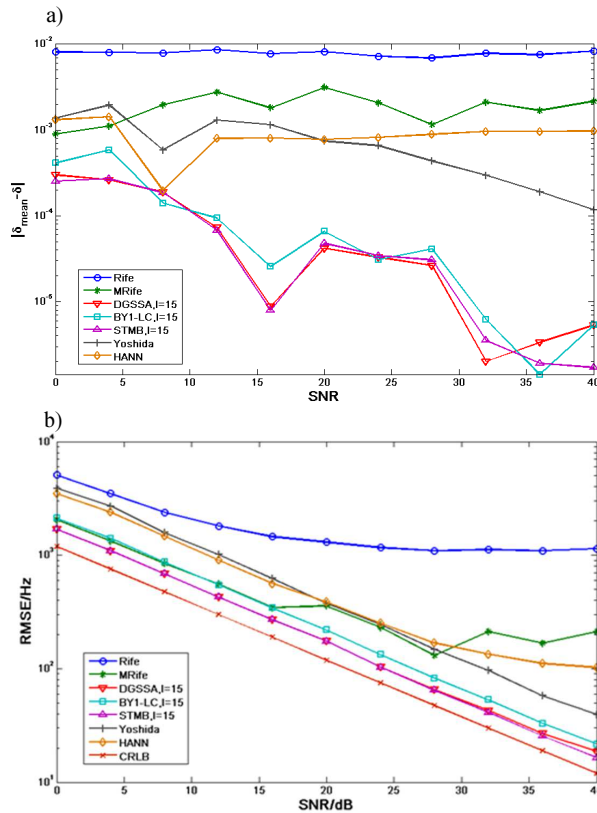 a)
10^-2
10^-3
10^-4
10^-5
|δmean-δ|
Rife
MRife
DGSSA,I=15
BY1-LC,I=15
STMB,I=15
Yoshida
HANN
0 5 10 15 20 25 30 35 40
SNR
b)
10^4
10^3
10^2
10^1
RMSE/Hz
Rife
MRife
DGSSA,I=15
BY1-LC,I=15
STMB,I=15
Yoshida
HANN
CRLB
0 5 10 15 20 25 30 35 40
SNR/dB